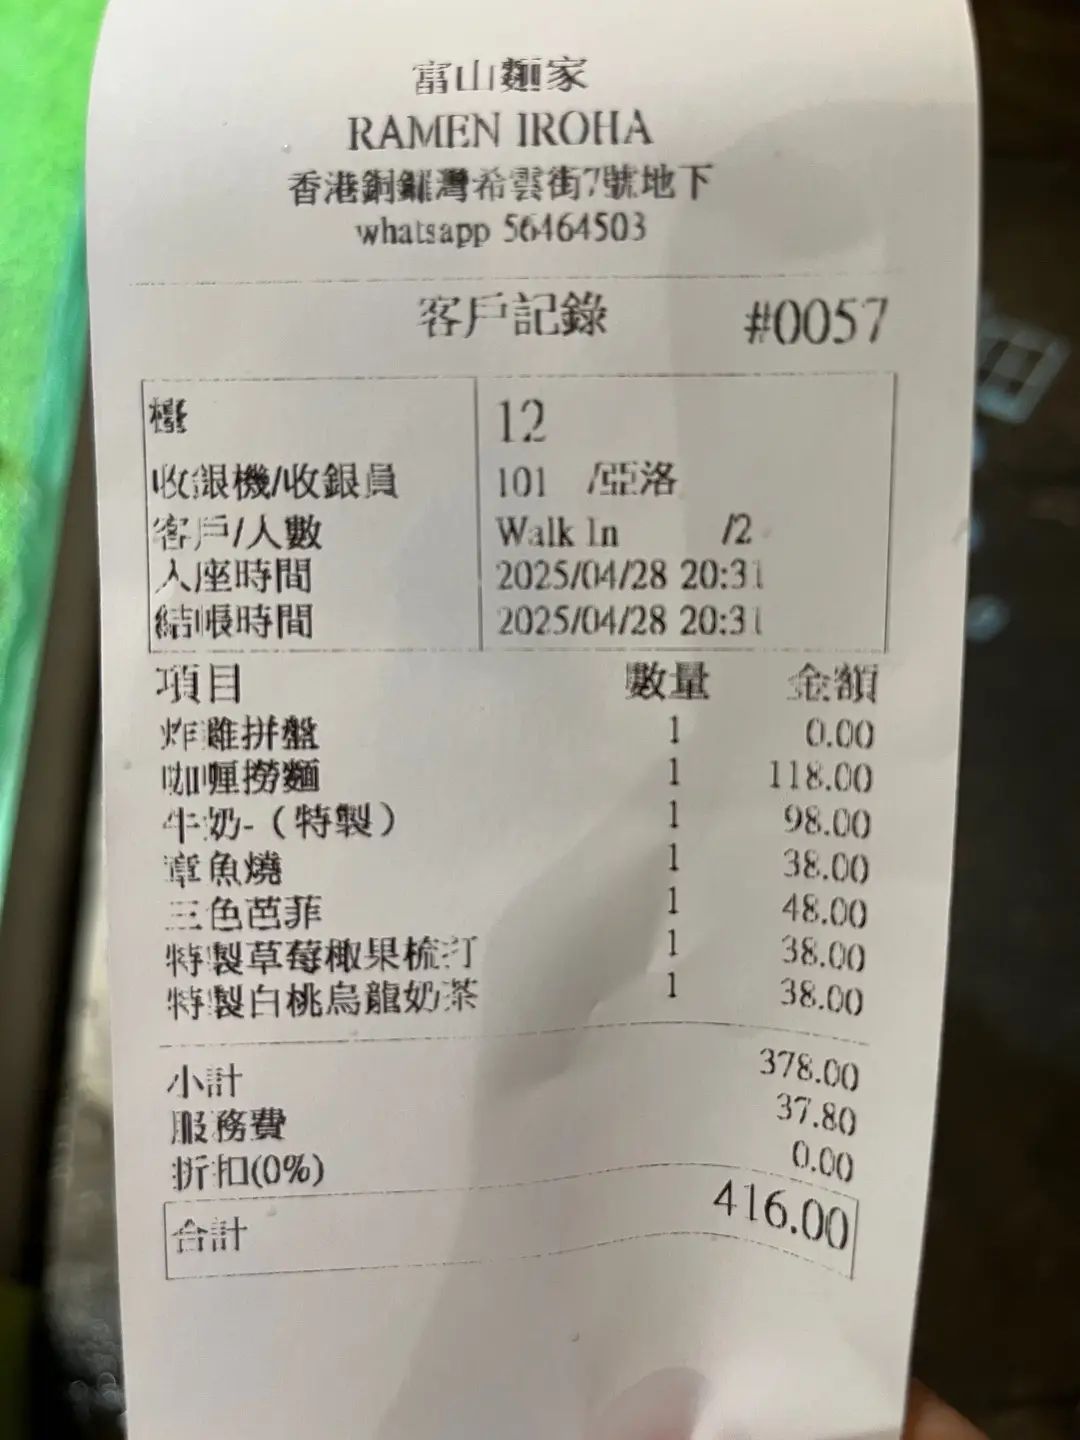 富山麵家
RAMEN IROHA
香港銅鑼灣希雲街7號地下
whatsapp 56464503
客戶記錄 #0057
檯 12
收銀機/收銀員 101 /亞洛
客戶/人數 Walk In /2
入座時間 2025/04/28 20:31
結帳時間 2025/04/28 20:31
項目 數量 金額
炸雞拼盤 1 0.00
咖喱撈麵 1 118.00
牛奶-（特製） 1 98.00
章魚燒 1 38.00
三色芭菲 1 48.00
特製草莓椰果梳打 1 38.00
特製白桃烏龍奶茶 1 38.00
小計 378.00
服務費 37.80
折扣(0%) 0.00
合計 416.00